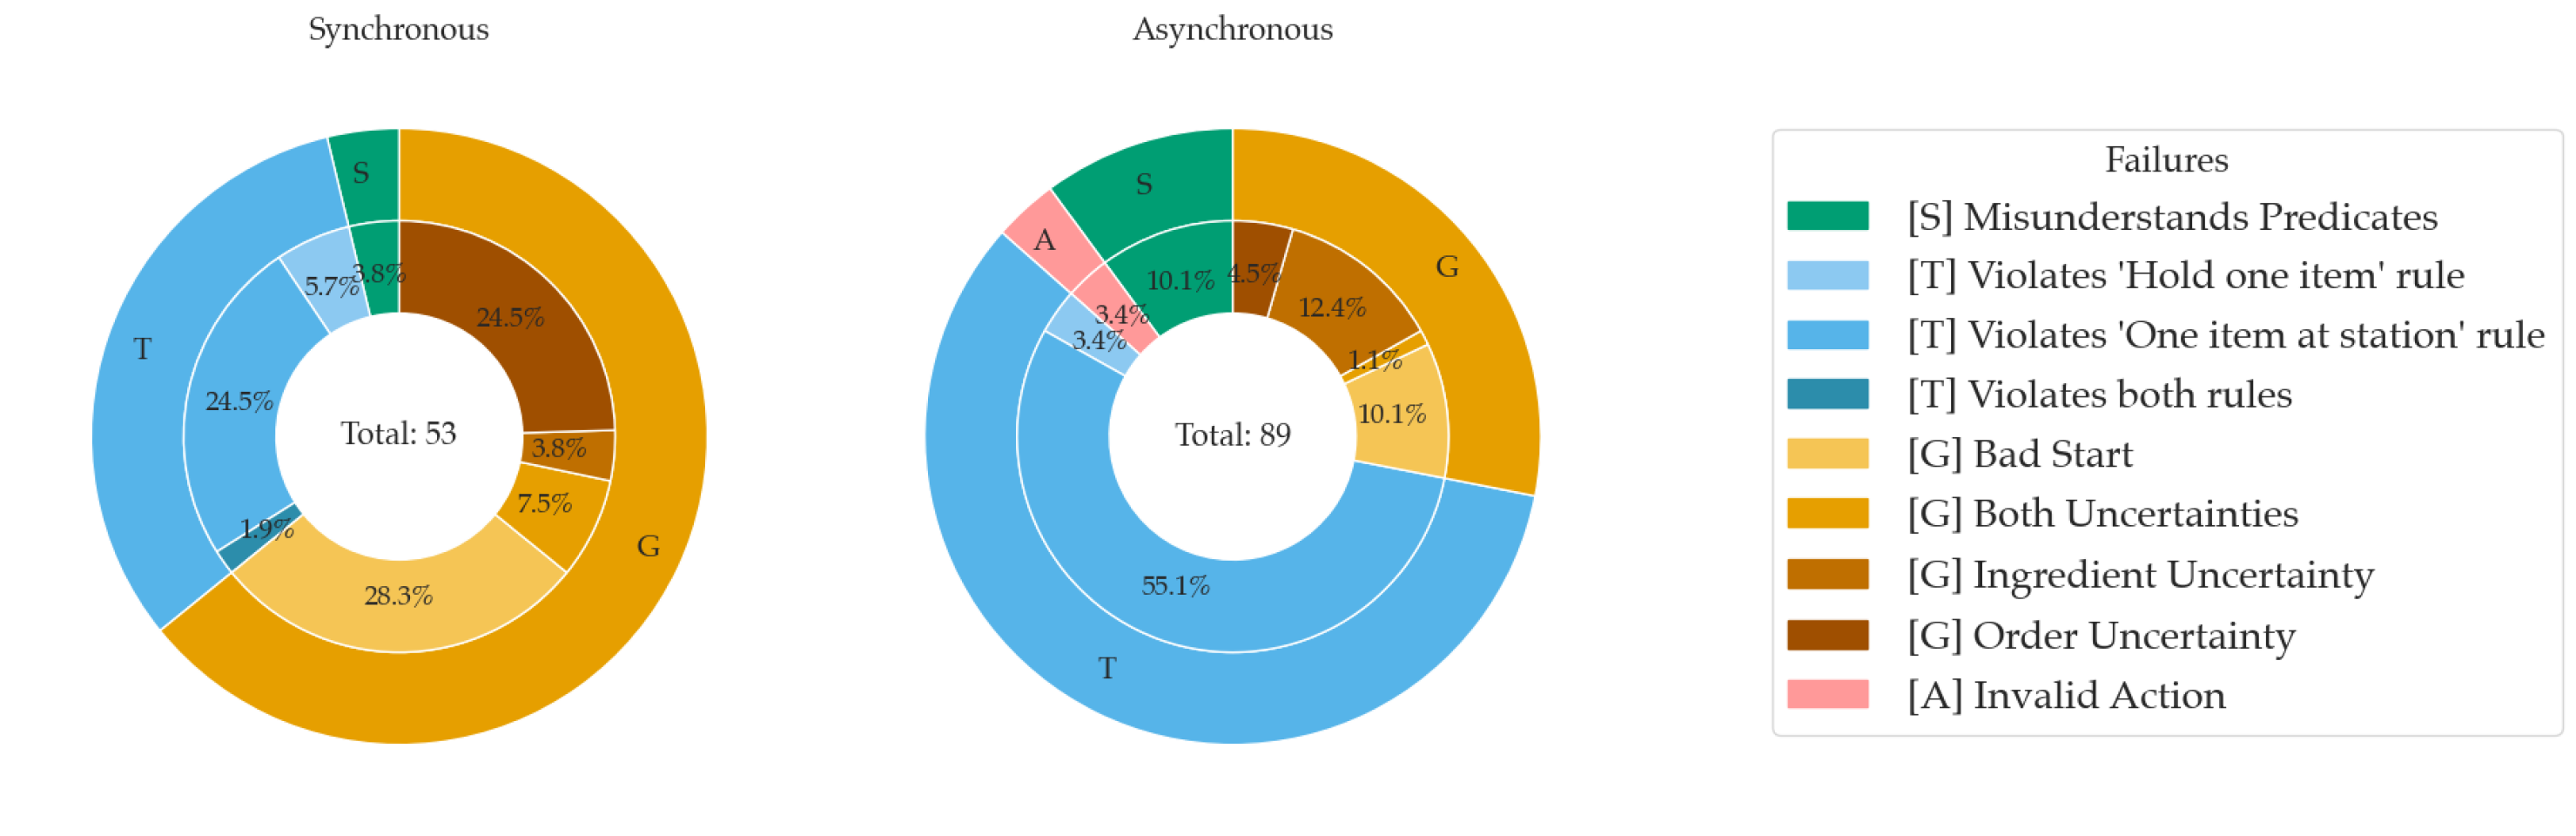 Synchronous
S
T
G
3.8%
5.7%
24.5%
24.5%
3.8%
7.5%
1.9%
28.3%
Total: 53
Asynchronous
S
A
G
T
10.1%
4.5%
3.4%
12.4%
3.4%
1.1%
10.1%
55.1%
Total: 89
Failures
[S] Misunderstands Predicates
[T] Violates 'Hold one item' rule
[T] Violates 'One item at station' rule
[T] Violates both rules
[G] Bad Start
[G] Both Uncertainties
[G] Ingredient Uncertainty
[G] Order Uncertainty
[A] Invalid Action